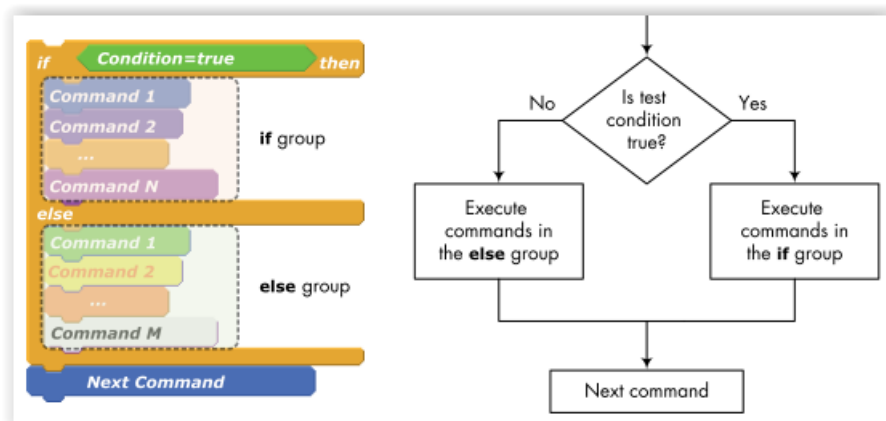 if Condition=true then
Command 1
Command 2
...
Command N
if group
else
Command 1
Command 2
...
Command M
else group
Next Command
Is test
condition
true?
No
Yes
Execute
commands in
the else group
Execute
commands in
the if group
Next command